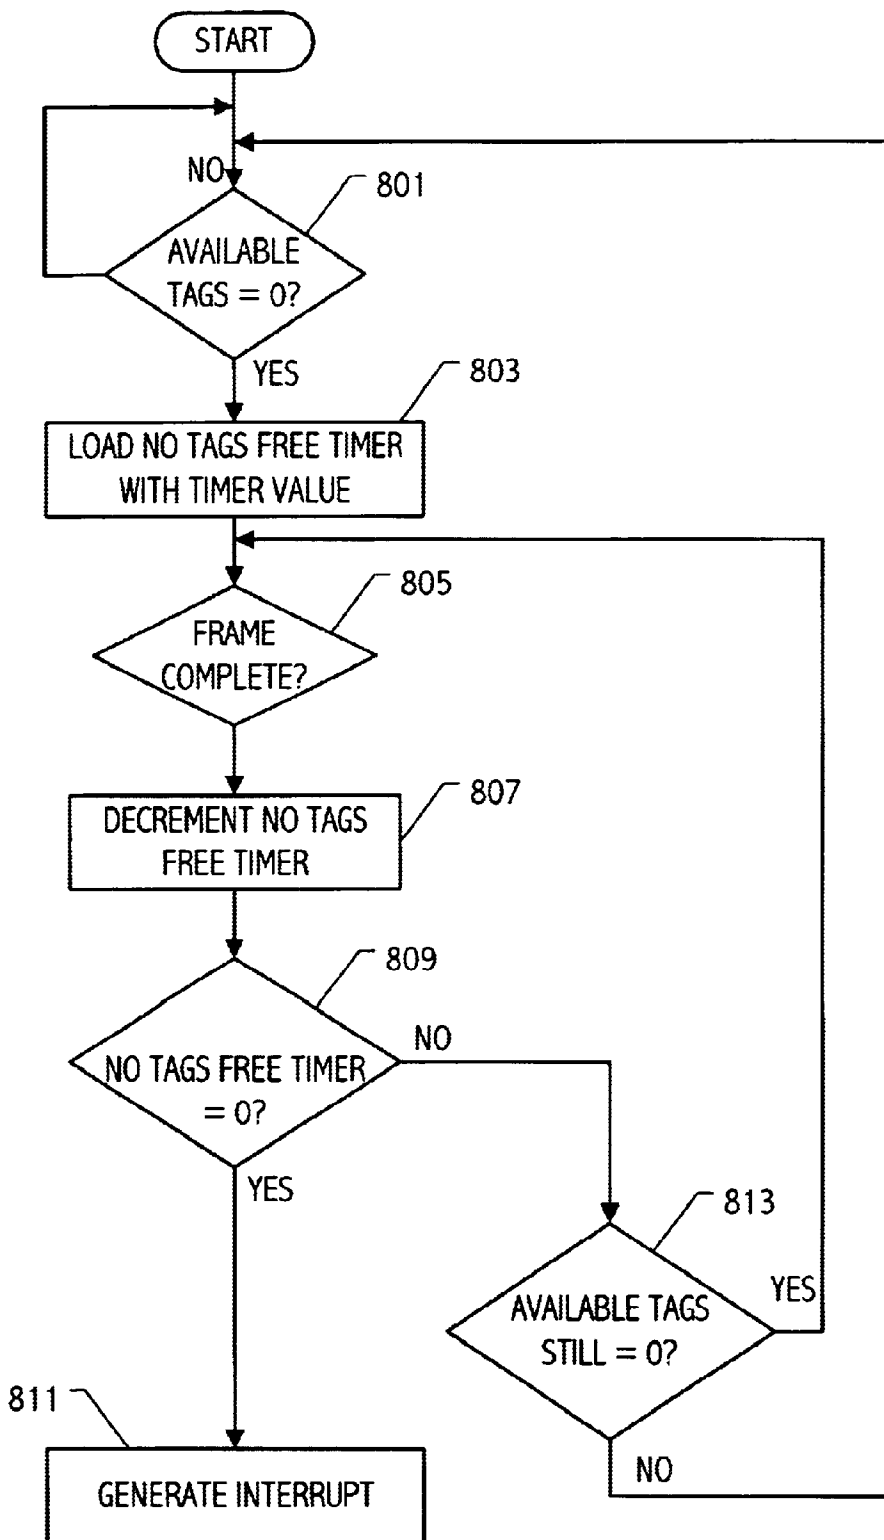 START
NO
801
AVAILABLE
TAGS = 0?
YES
803
LOAD NO TAGS FREE TIMER
WITH TIMER VALUE
805
FRAME
COMPLETE?
807
DECREMENT NO TAGS
FREE TIMER
809
NO
NO TAGS FREE TIMER
= 0?
YES
813
YES
AVAILABLE TAGS
STILL = 0?
811
NO
GENERATE INTERRUPT